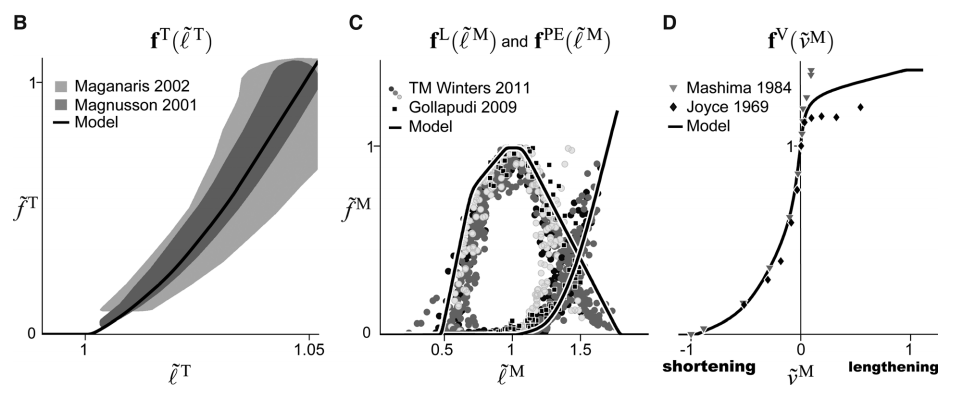 B
f^T(ℓ̃^T)
Maganaris 2002
Magnusson 2001
Model
1
f̃^T
0
1
1.05
ℓ̃^T
C
f^L(ℓ̃^M) and f^PE(ℓ̃^M)
TM Winters 2011
Gollapudi 2009
Model
1
f̃^M
0
0.5
1
1.5
ℓ̃^M
D
f^V(ṽ^M)
Mashima 1984
Joyce 1969
Model
1
-1
0
1
shortening
ṽ^M
lengthening